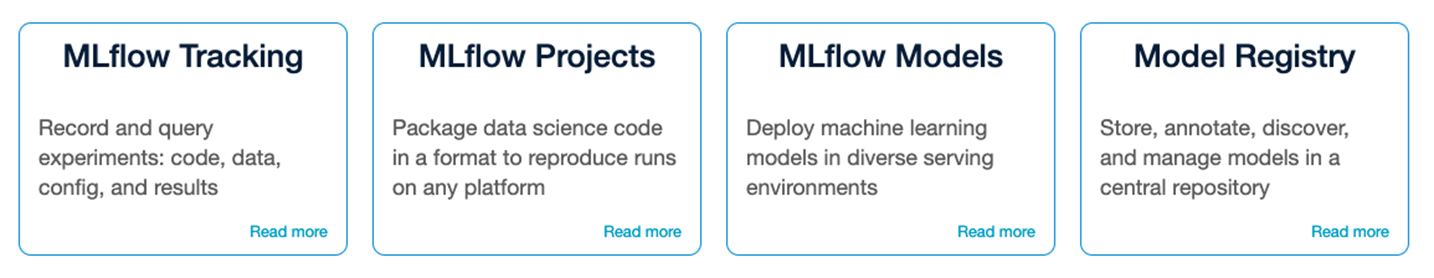 MLflow Tracking
Record and query
experiments: code, data,
config, and results
Read more
MLflow Projects
Package data science code
in a format to reproduce runs
on any platform
Read more
MLflow Models
Deploy machine learning
models in diverse serving
environments
Read more
Model Registry
Store, annotate, discover,
and manage models in a
central repository
Read more